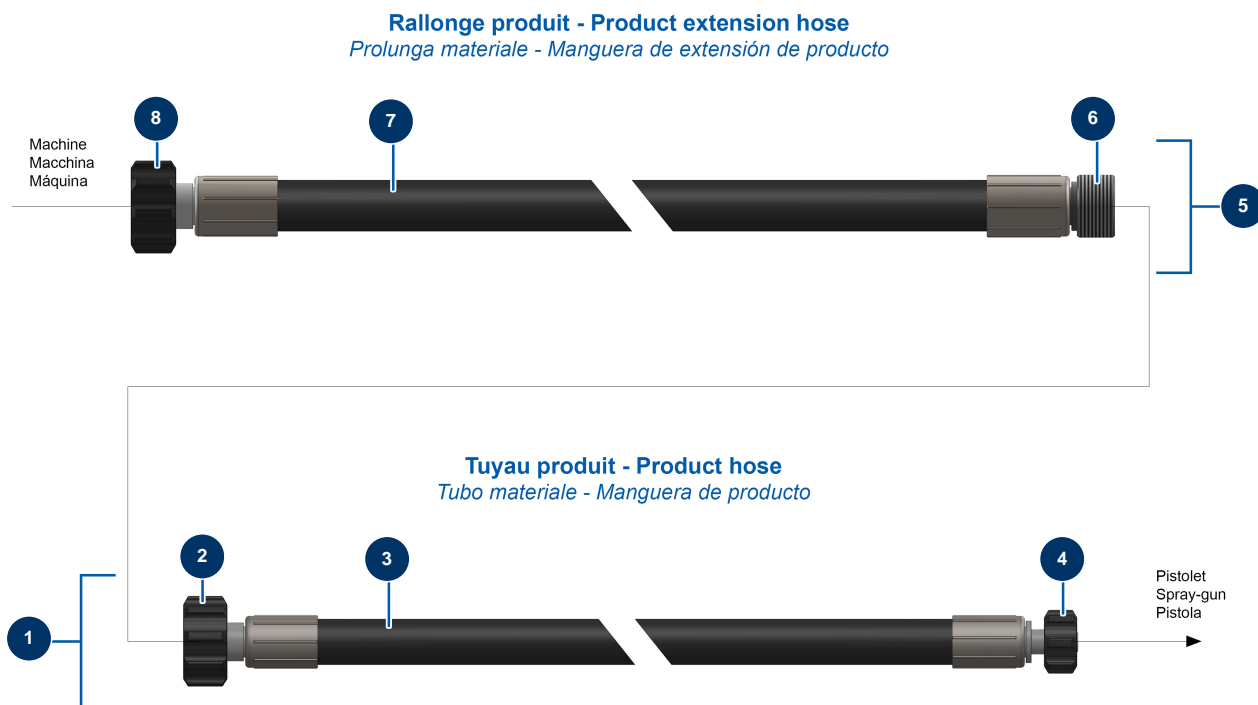 Rallonge produit - Product extension hose
Prolunga materiale - Manguera de extensión de producto
8
7
6
Machine
Macchina
Máquina
5
Tuyau produit - Product hose
Tubo materiale - Manguera de producto
2
3
4
Pistolet
Spray-gun
Pistola
1